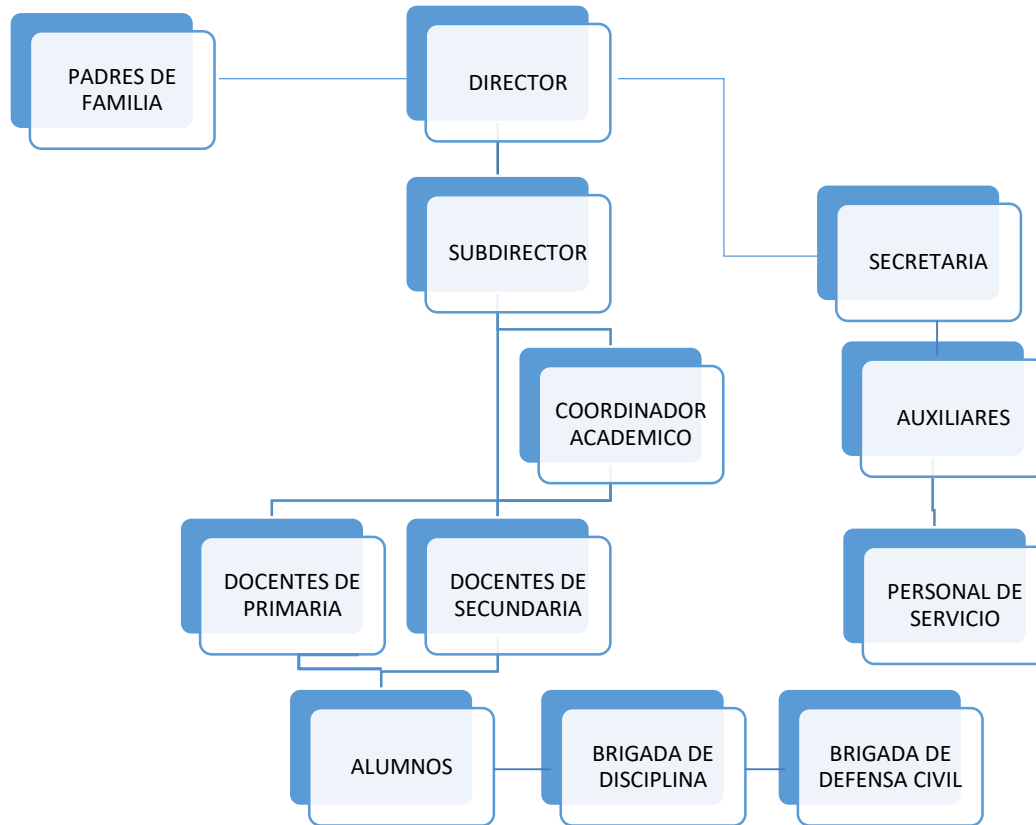 PADRES DE
FAMILIA
DIRECTOR
SUBDIRECTOR
SECRETARIA
COORDINADOR
ACADEMICO
AUXILIARES
DOCENTES DE
PRIMARIA
DOCENTES DE
SECUNDARIA
PERSONAL DE
SERVICIO
ALUMNOS
BRIGADA DE
DISCIPLINA
BRIGADA DE
DEFENSA CIVIL